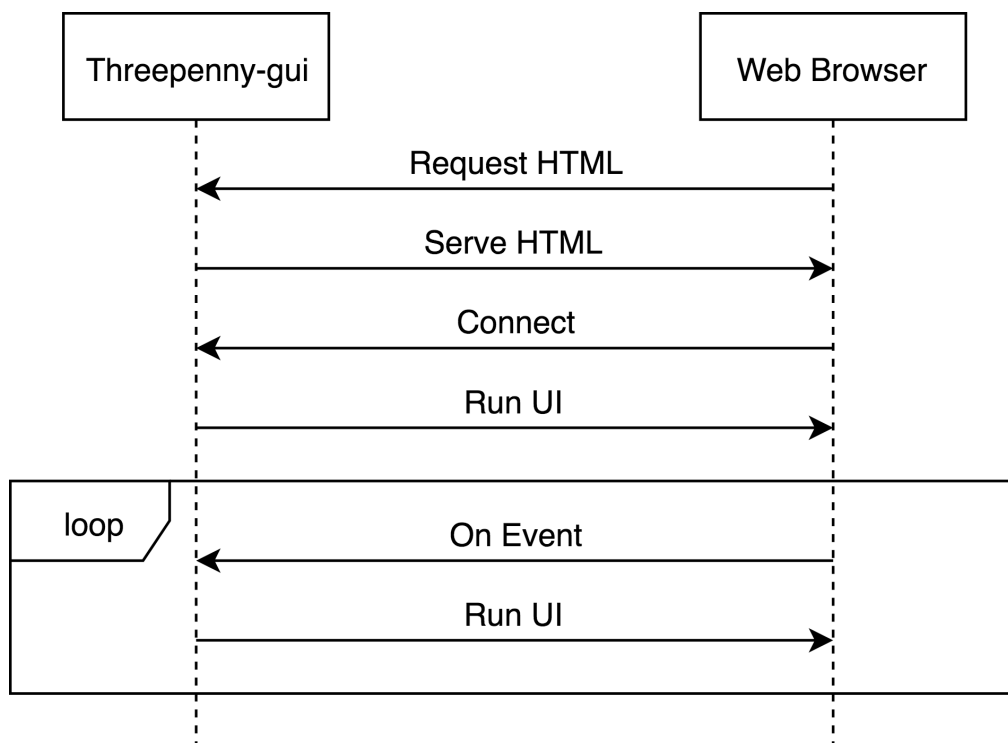 Threepenny-gui
Web Browser
Request HTML
Serve HTML
Connect
Run UI
loop
On Event
Run UI